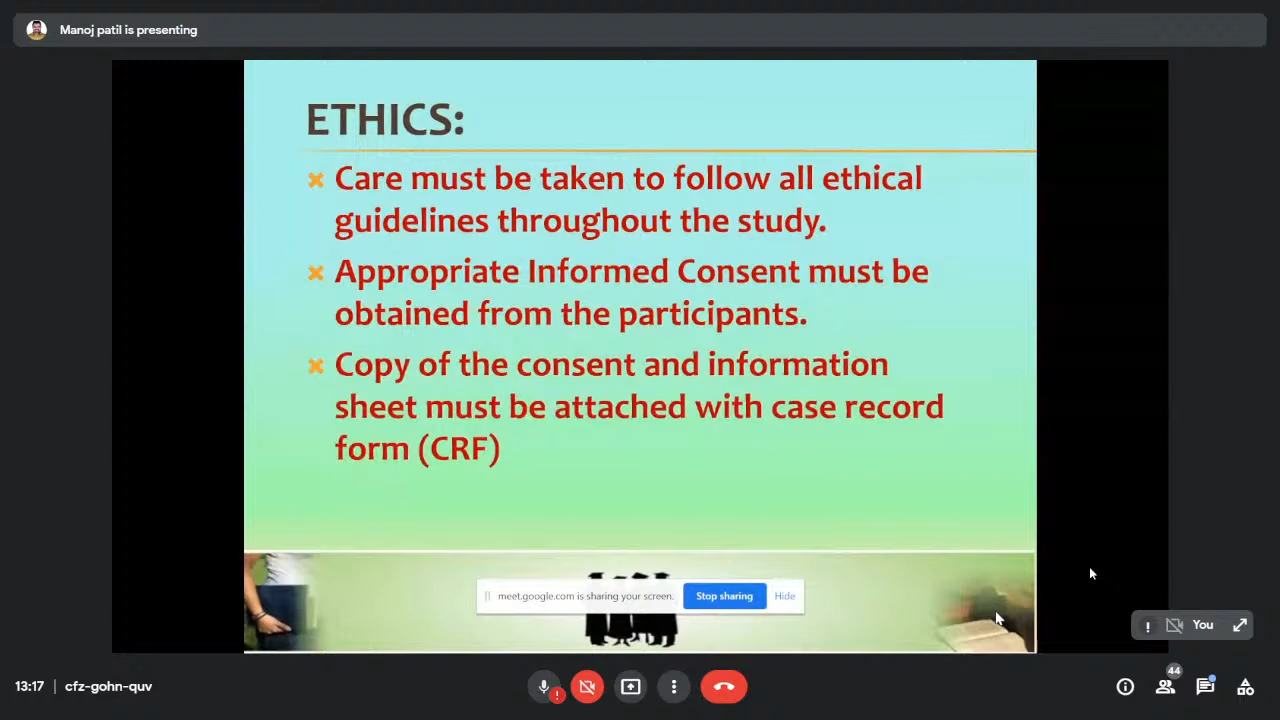 Manoj patil is presenting
ETHICS:
Care must be taken to follow all ethical
guidelines throughout the study.
Appropriate Informed Consent must be
obtained from the participants.
Copy of the consent and information
sheet must be attached with case record
form (CRF)
meet.google.com is sharing your screen.
Stop sharing
Hide
You
13:17 | cfz-gohn-quv
44